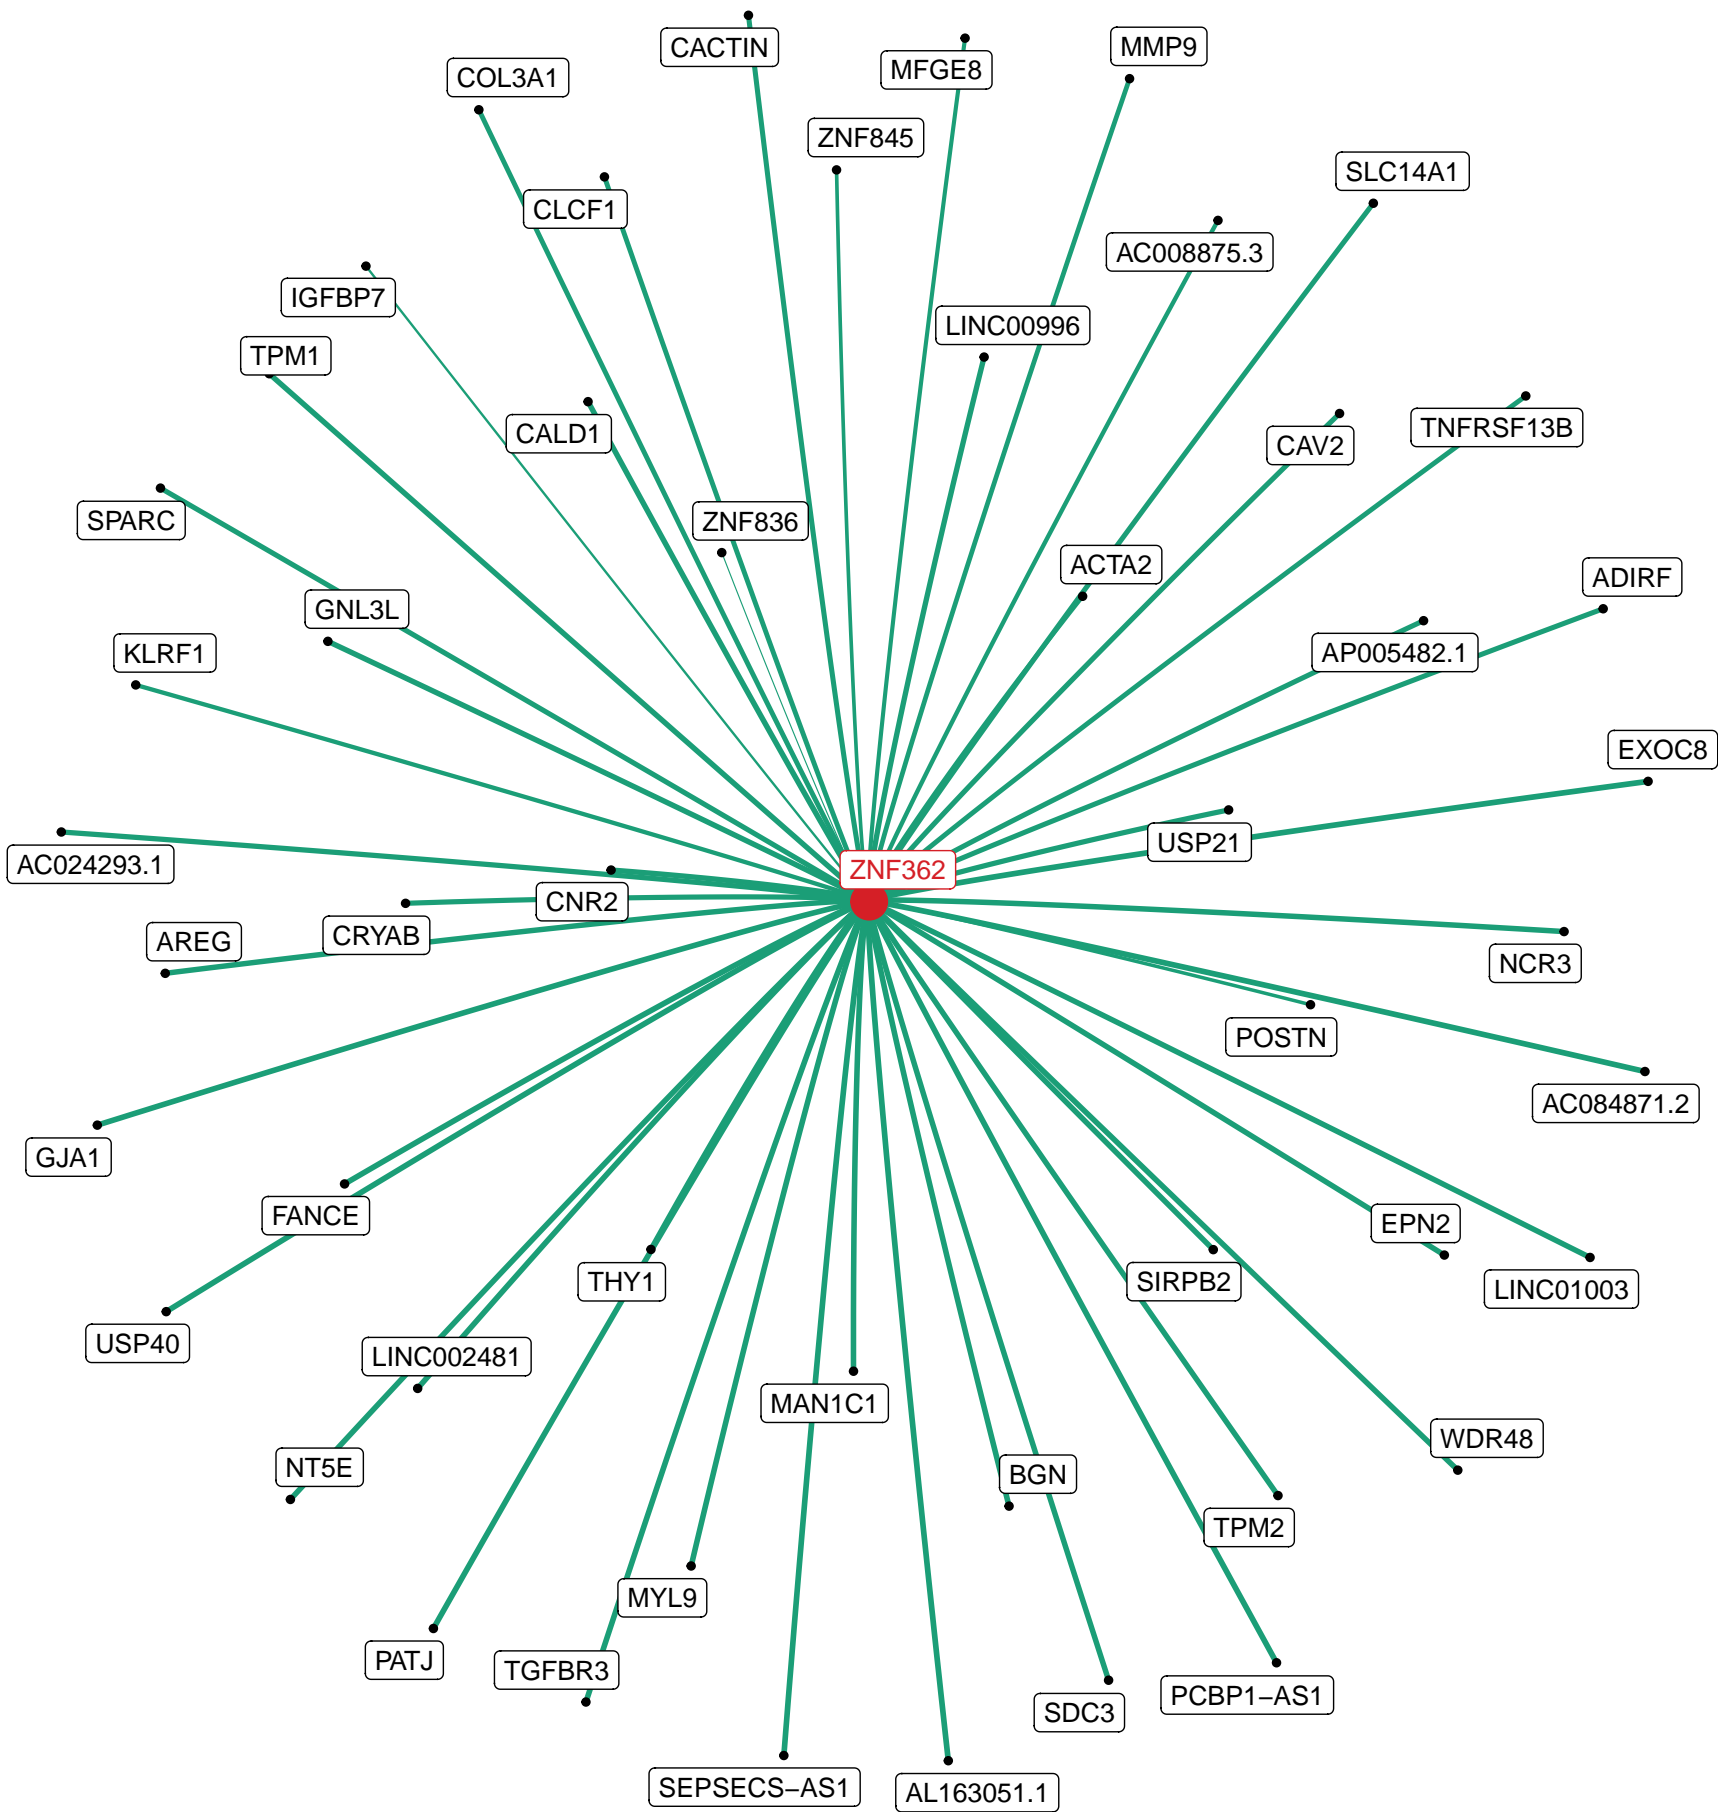 CACTIN
MMP9
MFGE8
COL3A1
ZNF845
SLC14A1
CLCF1
AC008875.3
IGFBP7
LINC00996
TPM1
TNFRSF13B
CALD1
CAV2
SPARC
ZNF836
ACTA2
ADIRF
GNL3L
KLRF1
AP005482.1
EXOC8
USP21
AC024293.1
ZNF362
CNR2
CRYAB
AREG
NCR3
POSTN
AC084871.2
GJA1
FANCE
EPN2
THY1
SIRPB2
LINC01003
USP40
LINC002481
MAN1C1
WDR48
NT5E
BGN
TPM2
MYL9
PATJ
TGFBR3
PCBP1−AS1
SDC3
SEPSECS−AS1
AL163051.1